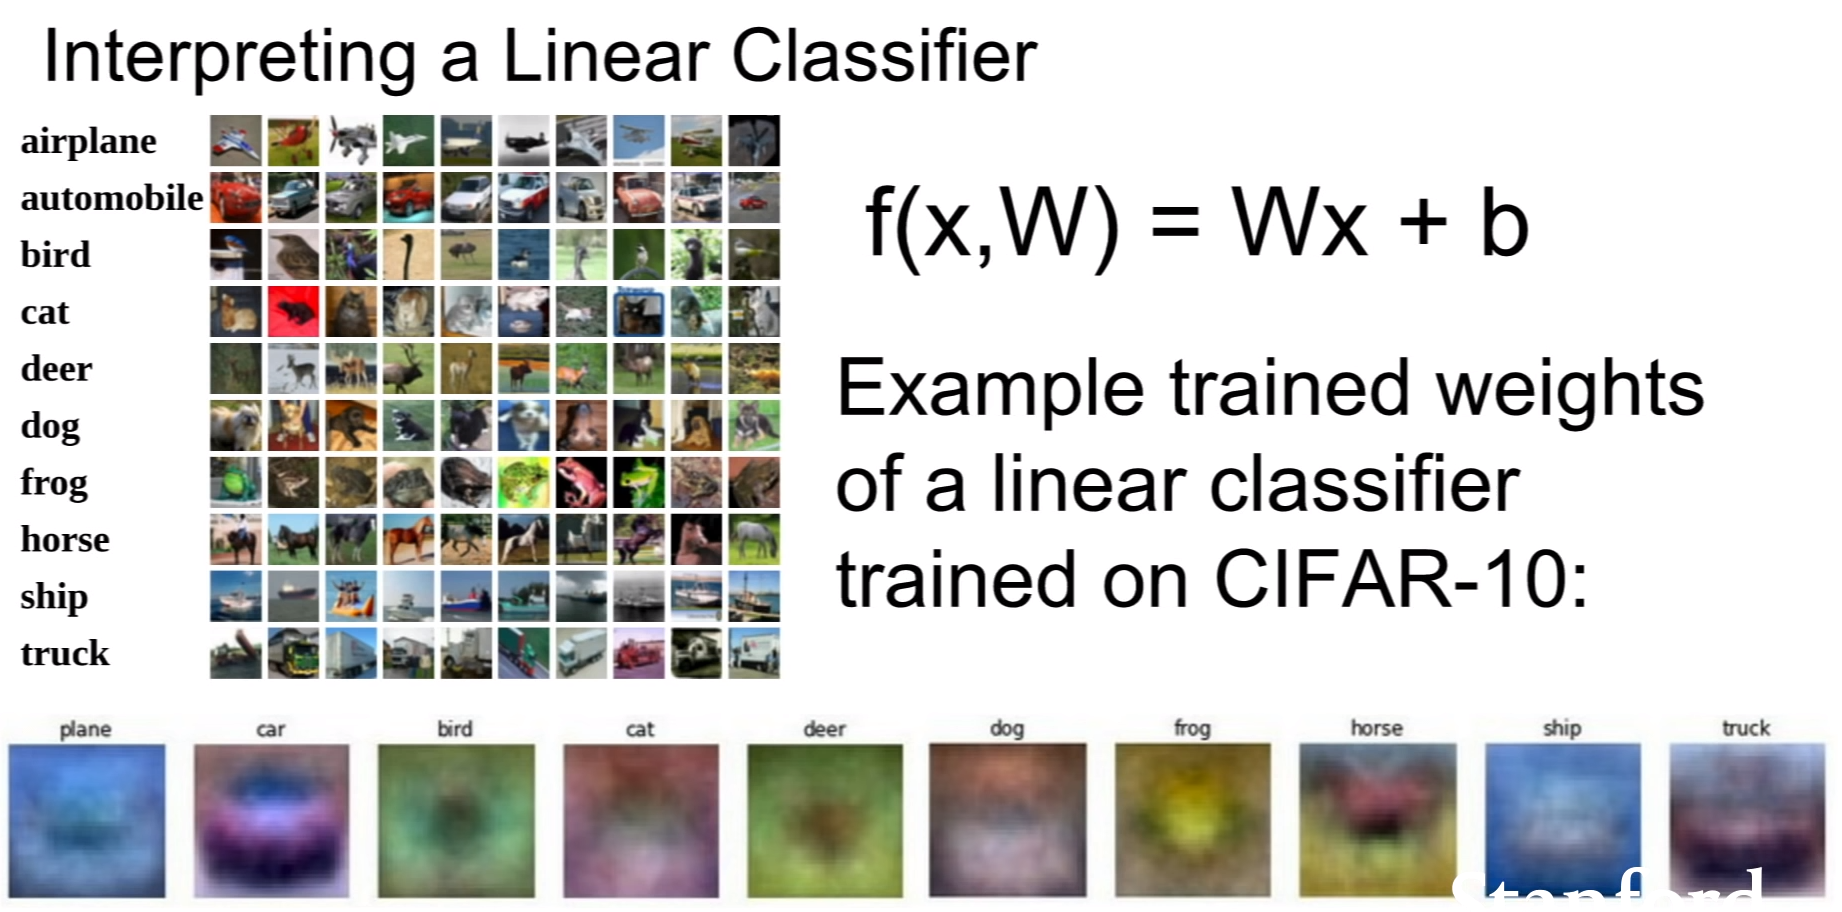 Interpreting a Linear Classifier
airplane
automobile
bird
cat
deer
dog
frog
horse
ship
truck
f(x,W) = Wx + b
Example trained weights
of a linear classifier
trained on CIFAR-10:
plane car bird cat deer dog frog horse ship truck
Stanford